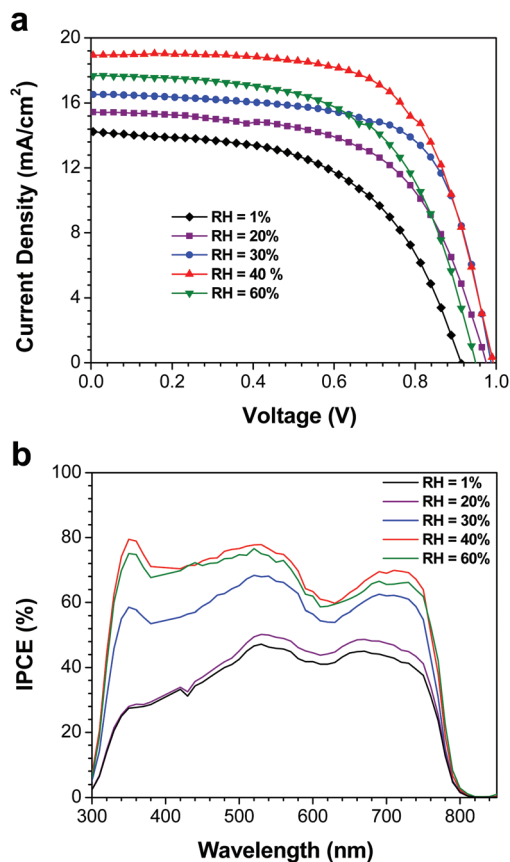 a
20
16
12
8
4
0
Current Density (mA/cm²)
RH = 1%
RH = 20%
RH = 30%
RH = 40 %
RH = 60%
0.0 0.2 0.4 0.6 0.8 1.0
Voltage (V)
b
100
80
60
40
20
0
IPCE (%)
RH = 1%
RH = 20%
RH = 30%
RH = 40%
RH = 60%
300 400 500 600 700 800
Wavelength (nm)